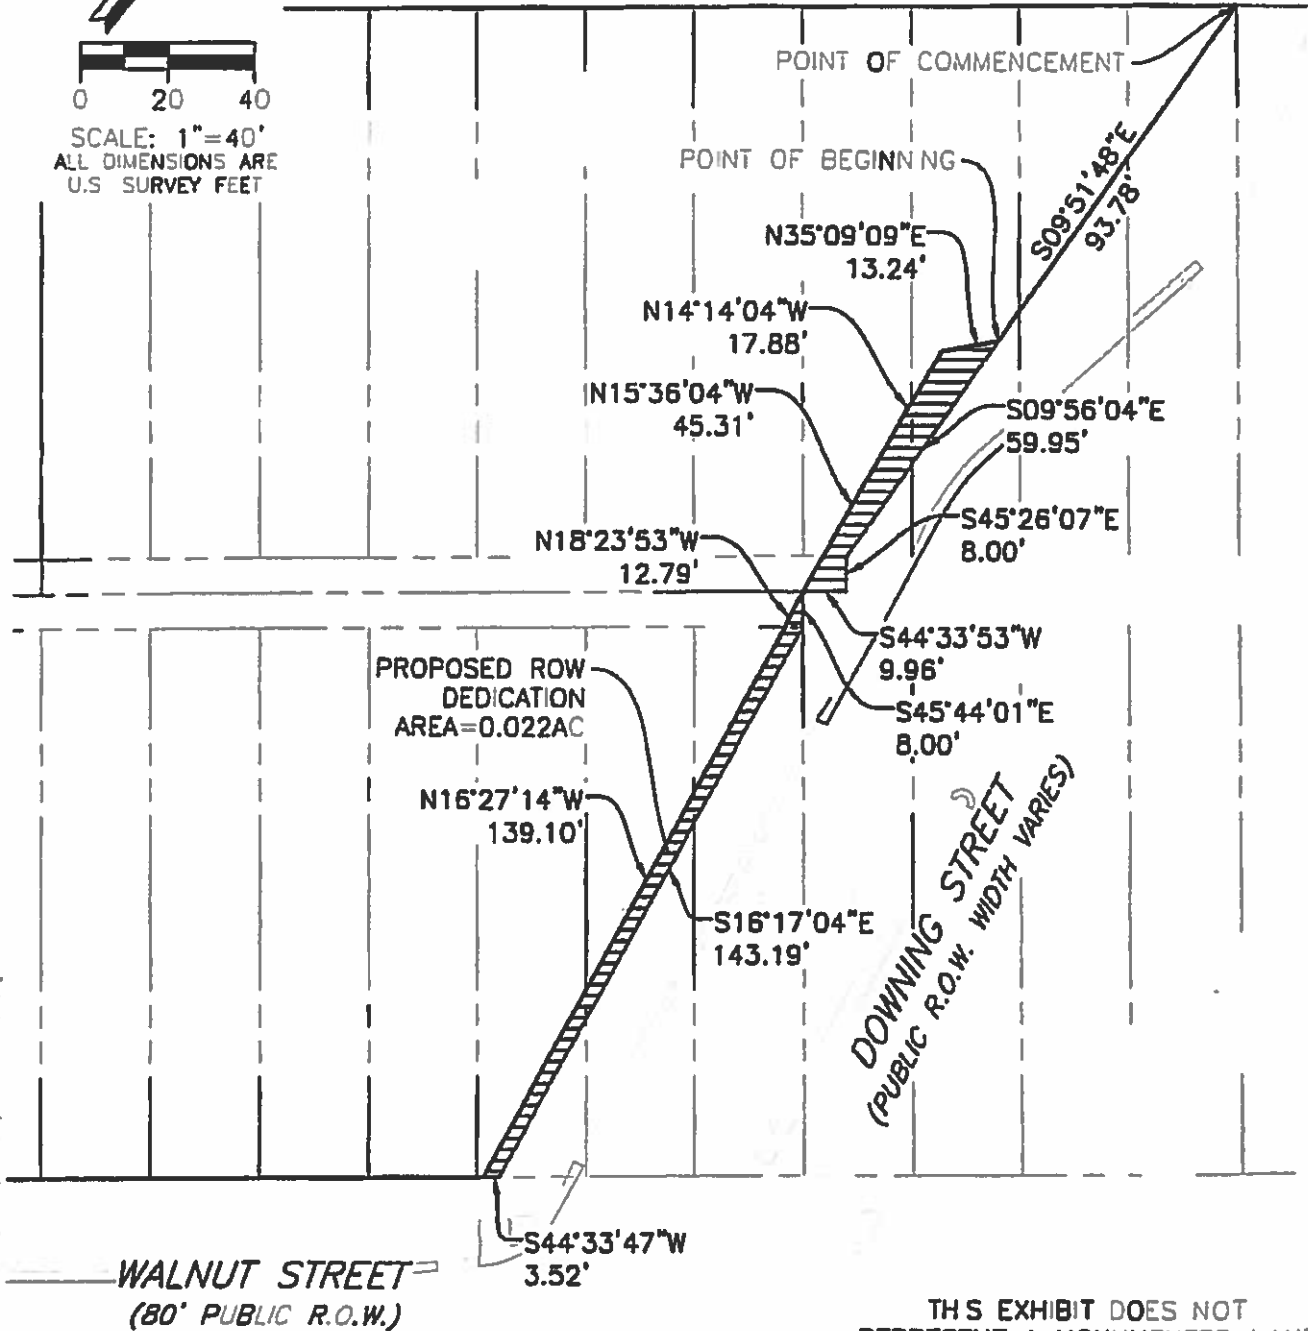 POINT OF COMMENCEMENT
0 20 40
SCALE: 1"=40'
ALL DIMENSIONS ARE
U.S SURVEY FEET
POINT OF BEGINNING
S09°51'48"E
93.78'
N35°09'09"E
13.24'
N14°14'04"W
17.88'
N15°36'04"W
45.31'
S09°56'04"E
59.95'
S45°26'07"E
8.00'
N18°23'53"W
12.79'
S44°33'53"W
9.96'
PROPOSED ROW
DEDICATION
AREA=0.022AC
S45°44'01"E
8.00'
N16°27'14"W
139.10'
S16°17'04"E
143.19'
DOWNING STREET
(PUBLIC R.O.W. WIDTH VARIES)
S44°33'47"W
3.52'
WALNUT STREET
(80' PUBLIC R.O.W.)
TH S EXHIBIT DOES NOT